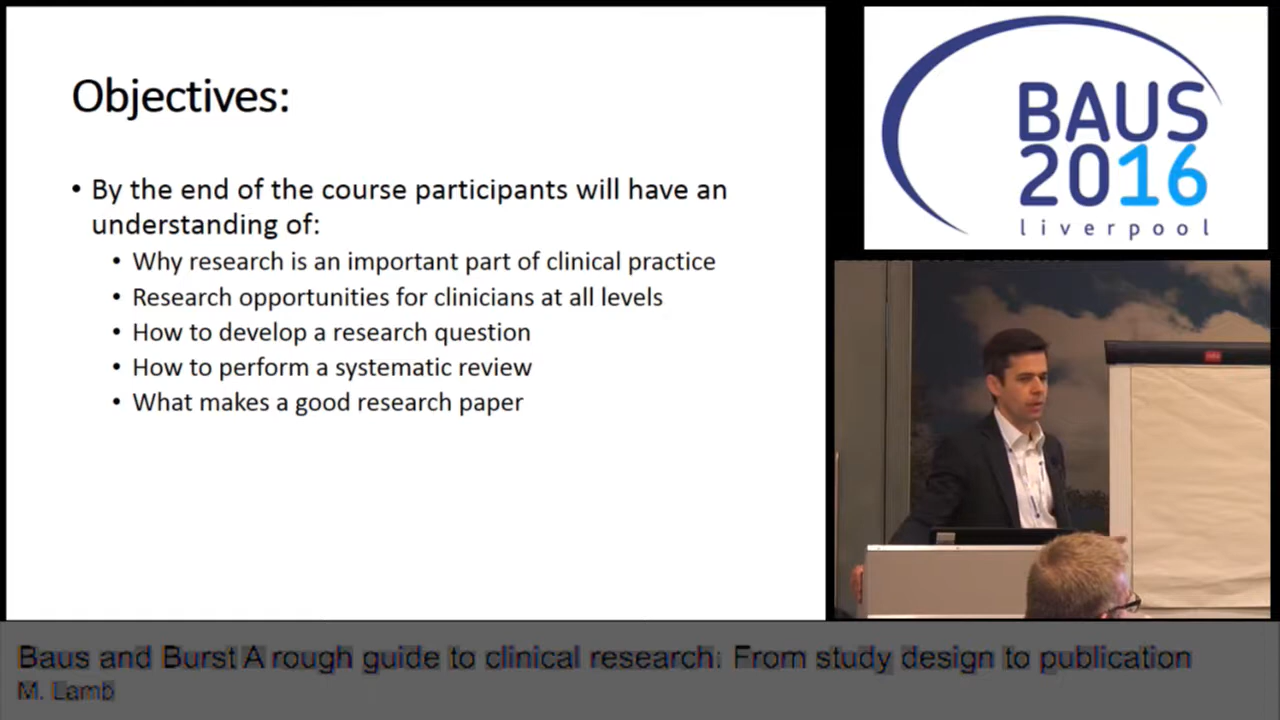 Objectives:
• By the end of the course participants will have an
understanding of:
• Why research is an important part of clinical practice
• Research opportunities for clinicians at all levels
• How to develop a research question
• How to perform a systematic review
• What makes a good research paper
BAUS
2016
liverpool
Baus and Burst A rough guide to clinical research: From study design to publication
M. Lamb